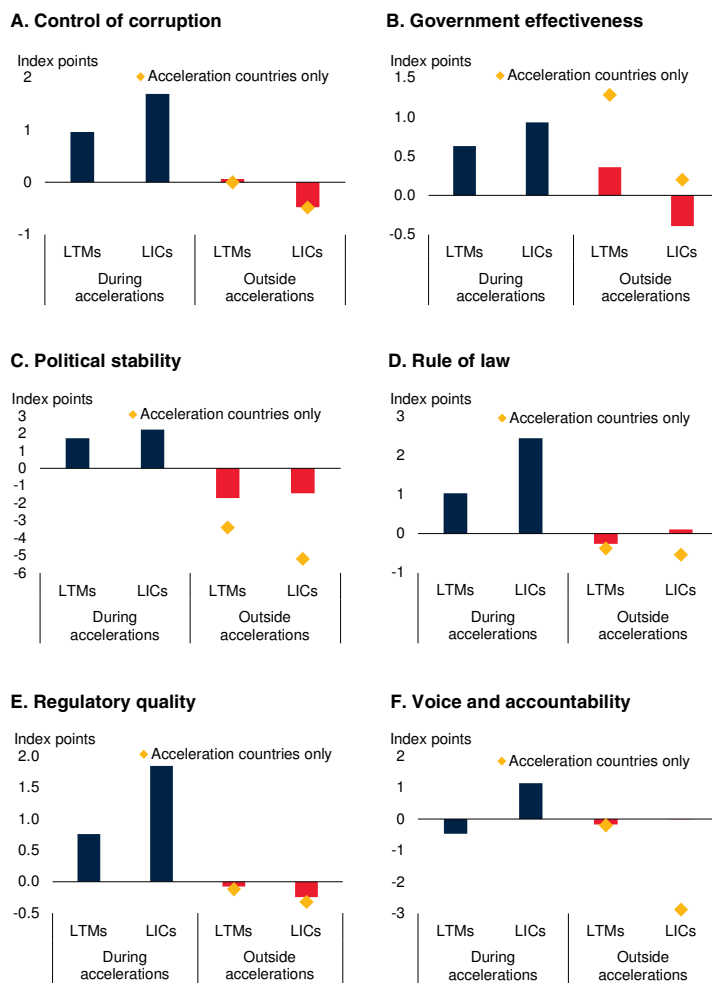 A. Control of corruption
Index points
Acceleration countries only
2
1
0
-1
LTMs LICs LTMs LICs
During accelerations
Outside accelerations
B. Government effectiveness
Index points
Acceleration countries only
1.5
1.0
0.5
0.0
-0.5
LTMs LICs LTMs LICs
During accelerations
Outside accelerations
C. Political stability
Index points
Acceleration countries only
3
2
1
0
-1
-2
-3
-4
-5
-6
LTMs LICs LTMs LICs
During accelerations
Outside accelerations
D. Rule of law
Index points
Acceleration countries only
3
2
1
0
-1
LTMs LICs LTMs LICs
During accelerations
Outside accelerations
E. Regulatory quality
Index points
Acceleration countries only
2.0
1.5
1.0
0.5
0.0
-0.5
LTMs LICs LTMs LICs
During accelerations
Outside accelerations
F. Voice and accountability
Index points
Acceleration countries only
2
1
0
-1
-2
-3
LTMs LICs LTMs LICs
During accelerations
Outside accelerations